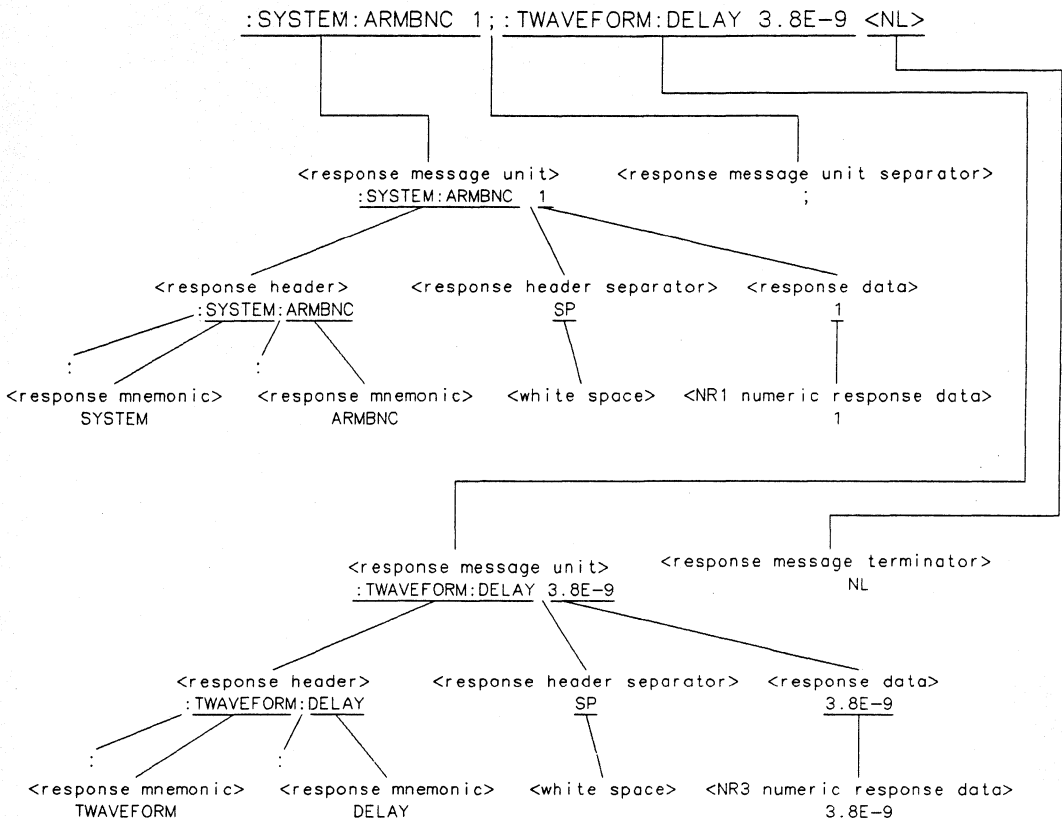 :SYSTEM:ARMBNC 1;:TWAVEFORM:DELAY 3.8E-9 <NL>
<response message unit> <response message unit separator>
:SYSTEM:ARMBNC 1 ;
<response header> <response header separator> <response data>
:SYSTEM:ARMBNC SP 1
: :
<response mnemonic> <response mnemonic> <white space> <NR1 numeric response data>
SYSTEM ARMBNC 1
<response message unit> <response message terminator>
:TWAVEFORM:DELAY 3.8E-9 NL
<response header> <response header separator> <response data>
:TWAVEFORM:DELAY SP 3.8E-9
: :
<response mnemonic> <response mnemonic> <white space> <NR3 numeric response data>
TWAVEFORM DELAY 3.8E-9